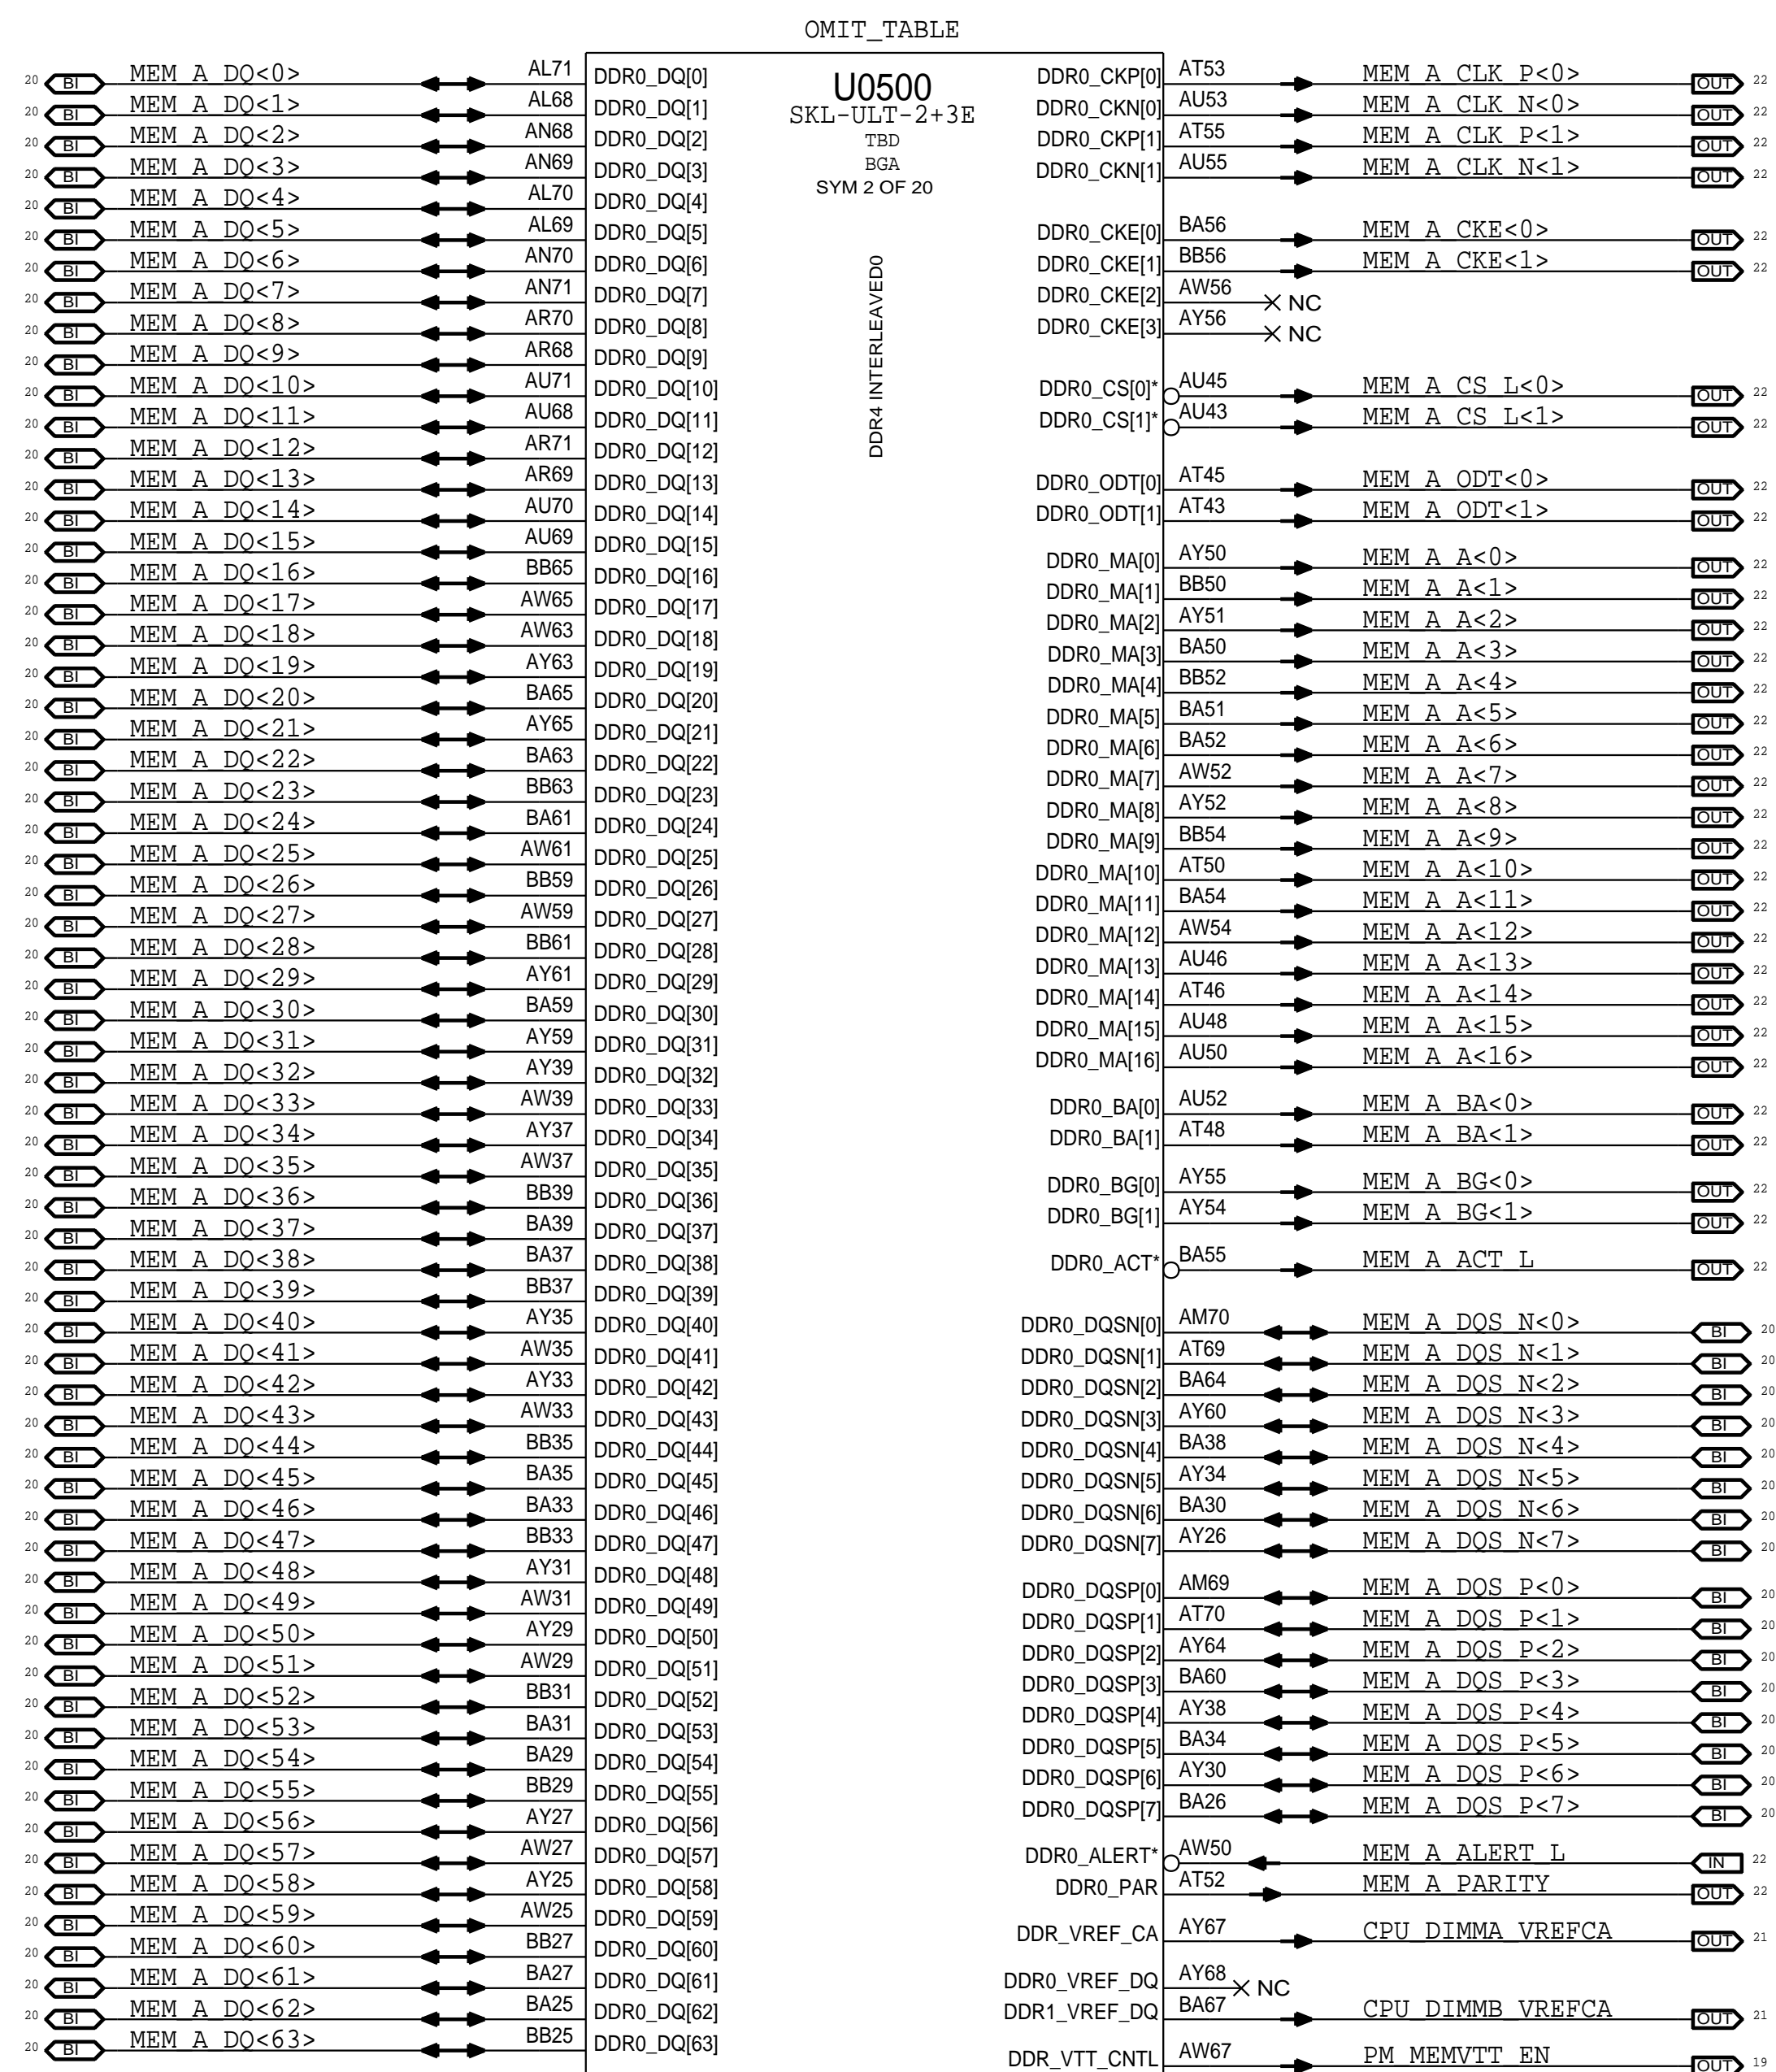 OMIT_TABLE
U0500
SKL-ULT-2+3E
TBD
BGA
SYM 2 OF 20
DDR4 INTERLEAVED0
20 BI MEM_A_DQ<0> AL71 DDR0_DQ[0]
20 BI MEM_A_DQ<1> AL68 DDR0_DQ[1]
20 BI MEM_A_DQ<2> AN68 DDR0_DQ[2]
20 BI MEM_A_DQ<3> AN69 DDR0_DQ[3]
20 BI MEM_A_DQ<4> AL70 DDR0_DQ[4]
20 BI MEM_A_DQ<5> AL69 DDR0_DQ[5]
20 BI MEM_A_DQ<6> AN70 DDR0_DQ[6]
20 BI MEM_A_DQ<7> AN71 DDR0_DQ[7]
20 BI MEM_A_DQ<8> AR70 DDR0_DQ[8]
20 BI MEM_A_DQ<9> AR68 DDR0_DQ[9]
20 BI MEM_A_DQ<10> AU71 DDR0_DQ[10]
20 BI MEM_A_DQ<11> AU68 DDR0_DQ[11]
20 BI MEM_A_DQ<12> AR71 DDR0_DQ[12]
20 BI MEM_A_DQ<13> AR69 DDR0_DQ[13]
20 BI MEM_A_DQ<14> AU70 DDR0_DQ[14]
20 BI MEM_A_DQ<15> AU69 DDR0_DQ[15]
20 BI MEM_A_DQ<16> BB65 DDR0_DQ[16]
20 BI MEM_A_DQ<17> AW65 DDR0_DQ[17]
20 BI MEM_A_DQ<18> AW63 DDR0_DQ[18]
20 BI MEM_A_DQ<19> AY63 DDR0_DQ[19]
20 BI MEM_A_DQ<20> BA65 DDR0_DQ[20]
20 BI MEM_A_DQ<21> AY65 DDR0_DQ[21]
20 BI MEM_A_DQ<22> BA63 DDR0_DQ[22]
20 BI MEM_A_DQ<23> BB63 DDR0_DQ[23]
20 BI MEM_A_DQ<24> BA61 DDR0_DQ[24]
20 BI MEM_A_DQ<25> AW61 DDR0_DQ[25]
20 BI MEM_A_DQ<26> BB59 DDR0_DQ[26]
20 BI MEM_A_DQ<27> AW59 DDR0_DQ[27]
20 BI MEM_A_DQ<28> BB61 DDR0_DQ[28]
20 BI MEM_A_DQ<29> AY61 DDR0_DQ[29]
20 BI MEM_A_DQ<30> BA59 DDR0_DQ[30]
20 BI MEM_A_DQ<31> AY59 DDR0_DQ[31]
20 BI MEM_A_DQ<32> AY39 DDR0_DQ[32]
20 BI MEM_A_DQ<33> AW39 DDR0_DQ[33]
20 BI MEM_A_DQ<34> AY37 DDR0_DQ[34]
20 BI MEM_A_DQ<35> AW37 DDR0_DQ[35]
20 BI MEM_A_DQ<36> BB39 DDR0_DQ[36]
20 BI MEM_A_DQ<37> BA39 DDR0_DQ[37]
20 BI MEM_A_DQ<38> BA37 DDR0_DQ[38]
20 BI MEM_A_DQ<39> BB37 DDR0_DQ[39]
20 BI MEM_A_DQ<40> AY35 DDR0_DQ[40]
20 BI MEM_A_DQ<41> AW35 DDR0_DQ[41]
20 BI MEM_A_DQ<42> AY33 DDR0_DQ[42]
20 BI MEM_A_DQ<43> AW33 DDR0_DQ[43]
20 BI MEM_A_DQ<44> BB35 DDR0_DQ[44]
20 BI MEM_A_DQ<45> BA35 DDR0_DQ[45]
20 BI MEM_A_DQ<46> BA33 DDR0_DQ[46]
20 BI MEM_A_DQ<47> BB33 DDR0_DQ[47]
20 BI MEM_A_DQ<48> AY31 DDR0_DQ[48]
20 BI MEM_A_DQ<49> AW31 DDR0_DQ[49]
20 BI MEM_A_DQ<50> AY29 DDR0_DQ[50]
20 BI MEM_A_DQ<51> AW29 DDR0_DQ[51]
20 BI MEM_A_DQ<52> BB31 DDR0_DQ[52]
20 BI MEM_A_DQ<53> BA31 DDR0_DQ[53]
20 BI MEM_A_DQ<54> BA29 DDR0_DQ[54]
20 BI MEM_A_DQ<55> BB29 DDR0_DQ[55]
20 BI MEM_A_DQ<56> AY27 DDR0_DQ[56]
20 BI MEM_A_DQ<57> AW27 DDR0_DQ[57]
20 BI MEM_A_DQ<58> AY25 DDR0_DQ[58]
20 BI MEM_A_DQ<59> AW25 DDR0_DQ[59]
20 BI MEM_A_DQ<60> BB27 DDR0_DQ[60]
20 BI MEM_A_DQ<61> BA27 DDR0_DQ[61]
20 BI MEM_A_DQ<62> BA25 DDR0_DQ[62]
20 BI MEM_A_DQ<63> BB25 DDR0_DQ[63]
DDR0_CKP[0] AT53 MEM_A_CLK_P<0> OUT 22
DDR0_CKN[0] AU53 MEM_A_CLK_N<0> OUT 22
DDR0_CKP[1] AT55 MEM_A_CLK_P<1> OUT 22
DDR0_CKN[1] AU55 MEM_A_CLK_N<1> OUT 22
DDR0_CKE[0] BA56 MEM_A_CKE<0> OUT 22
DDR0_CKE[1] BB56 MEM_A_CKE<1> OUT 22
DDR0_CKE[2] AW56 NC
DDR0_CKE[3] AY56 NC
DDR0_CS[0]* AU45 MEM_A_CS_L<0> OUT 22
DDR0_CS[1]* AU43 MEM_A_CS_L<1> OUT 22
DDR0_ODT[0] AT45 MEM_A_ODT<0> OUT 22
DDR0_ODT[1] AT43 MEM_A_ODT<1> OUT 22
DDR0_MA[0] AY50 MEM_A_A<0> OUT 22
DDR0_MA[1] BB50 MEM_A_A<1> OUT 22
DDR0_MA[2] AY51 MEM_A_A<2> OUT 22
DDR0_MA[3] BA50 MEM_A_A<3> OUT 22
DDR0_MA[4] BB52 MEM_A_A<4> OUT 22
DDR0_MA[5] BA51 MEM_A_A<5> OUT 22
DDR0_MA[6] BA52 MEM_A_A<6> OUT 22
DDR0_MA[7] AW52 MEM_A_A<7> OUT 22
DDR0_MA[8] AY52 MEM_A_A<8> OUT 22
DDR0_MA[9] BB54 MEM_A_A<9> OUT 22
DDR0_MA[10] AT50 MEM_A_A<10> OUT 22
DDR0_MA[11] BA54 MEM_A_A<11> OUT 22
DDR0_MA[12] AW54 MEM_A_A<12> OUT 22
DDR0_MA[13] AU46 MEM_A_A<13> OUT 22
DDR0_MA[14] AT46 MEM_A_A<14> OUT 22
DDR0_MA[15] AU48 MEM_A_A<15> OUT 22
DDR0_MA[16] AU50 MEM_A_A<16> OUT 22
DDR0_BA[0] AU52 MEM_A_BA<0> OUT 22
DDR0_BA[1] AT48 MEM_A_BA<1> OUT 22
DDR0_BG[0] AY55 MEM_A_BG<0> OUT 22
DDR0_BG[1] AY54 MEM_A_BG<1> OUT 22
DDR0_ACT* BA55 MEM_A_ACT_L OUT 22
DDR0_DQSN[0] AM70 MEM_A_DQS_N<0> BI 20
DDR0_DQSN[1] AT69 MEM_A_DQS_N<1> BI 20
DDR0_DQSN[2] BA64 MEM_A_DQS_N<2> BI 20
DDR0_DQSN[3] AY60 MEM_A_DQS_N<3> BI 20
DDR0_DQSN[4] BA38 MEM_A_DQS_N<4> BI 20
DDR0_DQSN[5] AY34 MEM_A_DQS_N<5> BI 20
DDR0_DQSN[6] BA30 MEM_A_DQS_N<6> BI 20
DDR0_DQSN[7] AY26 MEM_A_DQS_N<7> BI 20
DDR0_DQSP[0] AM69 MEM_A_DQS_P<0> BI 20
DDR0_DQSP[1] AT70 MEM_A_DQS_P<1> BI 20
DDR0_DQSP[2] AY64 MEM_A_DQS_P<2> BI 20
DDR0_DQSP[3] BA60 MEM_A_DQS_P<3> BI 20
DDR0_DQSP[4] AY38 MEM_A_DQS_P<4> BI 20
DDR0_DQSP[5] BA34 MEM_A_DQS_P<5> BI 20
DDR0_DQSP[6] AY30 MEM_A_DQS_P<6> BI 20
DDR0_DQSP[7] BA26 MEM_A_DQS_P<7> BI 20
DDR0_ALERT* AW50 MEM_A_ALERT_L IN 22
DDR0_PAR AT52 MEM_A_PARITY OUT 22
DDR_VREF_CA AY67 CPU_DIMMA_VREFCA OUT 21
DDR0_VREF_DQ AY68 NC
DDR1_VREF_DQ BA67 CPU_DIMMB_VREFCA OUT 21
DDR_VTT_CNTL AW67 PM_MEMVTT_EN OUT 19